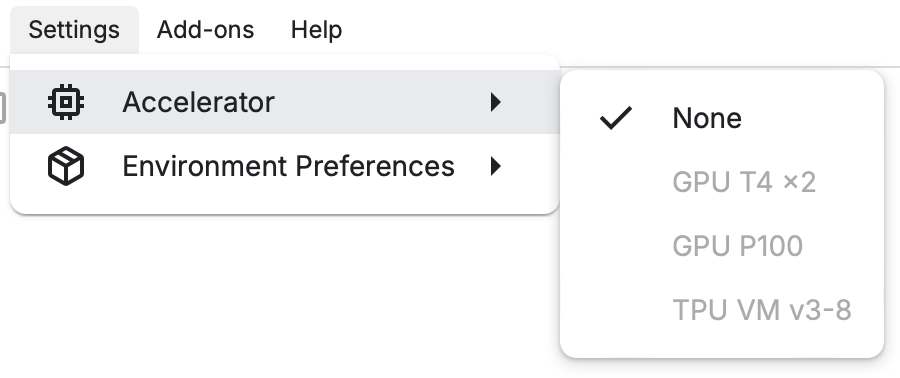 Settings Add-ons Help
Accelerator
Environment Preferences
None
GPU T4 ×2
GPU P100
TPU VM v3-8